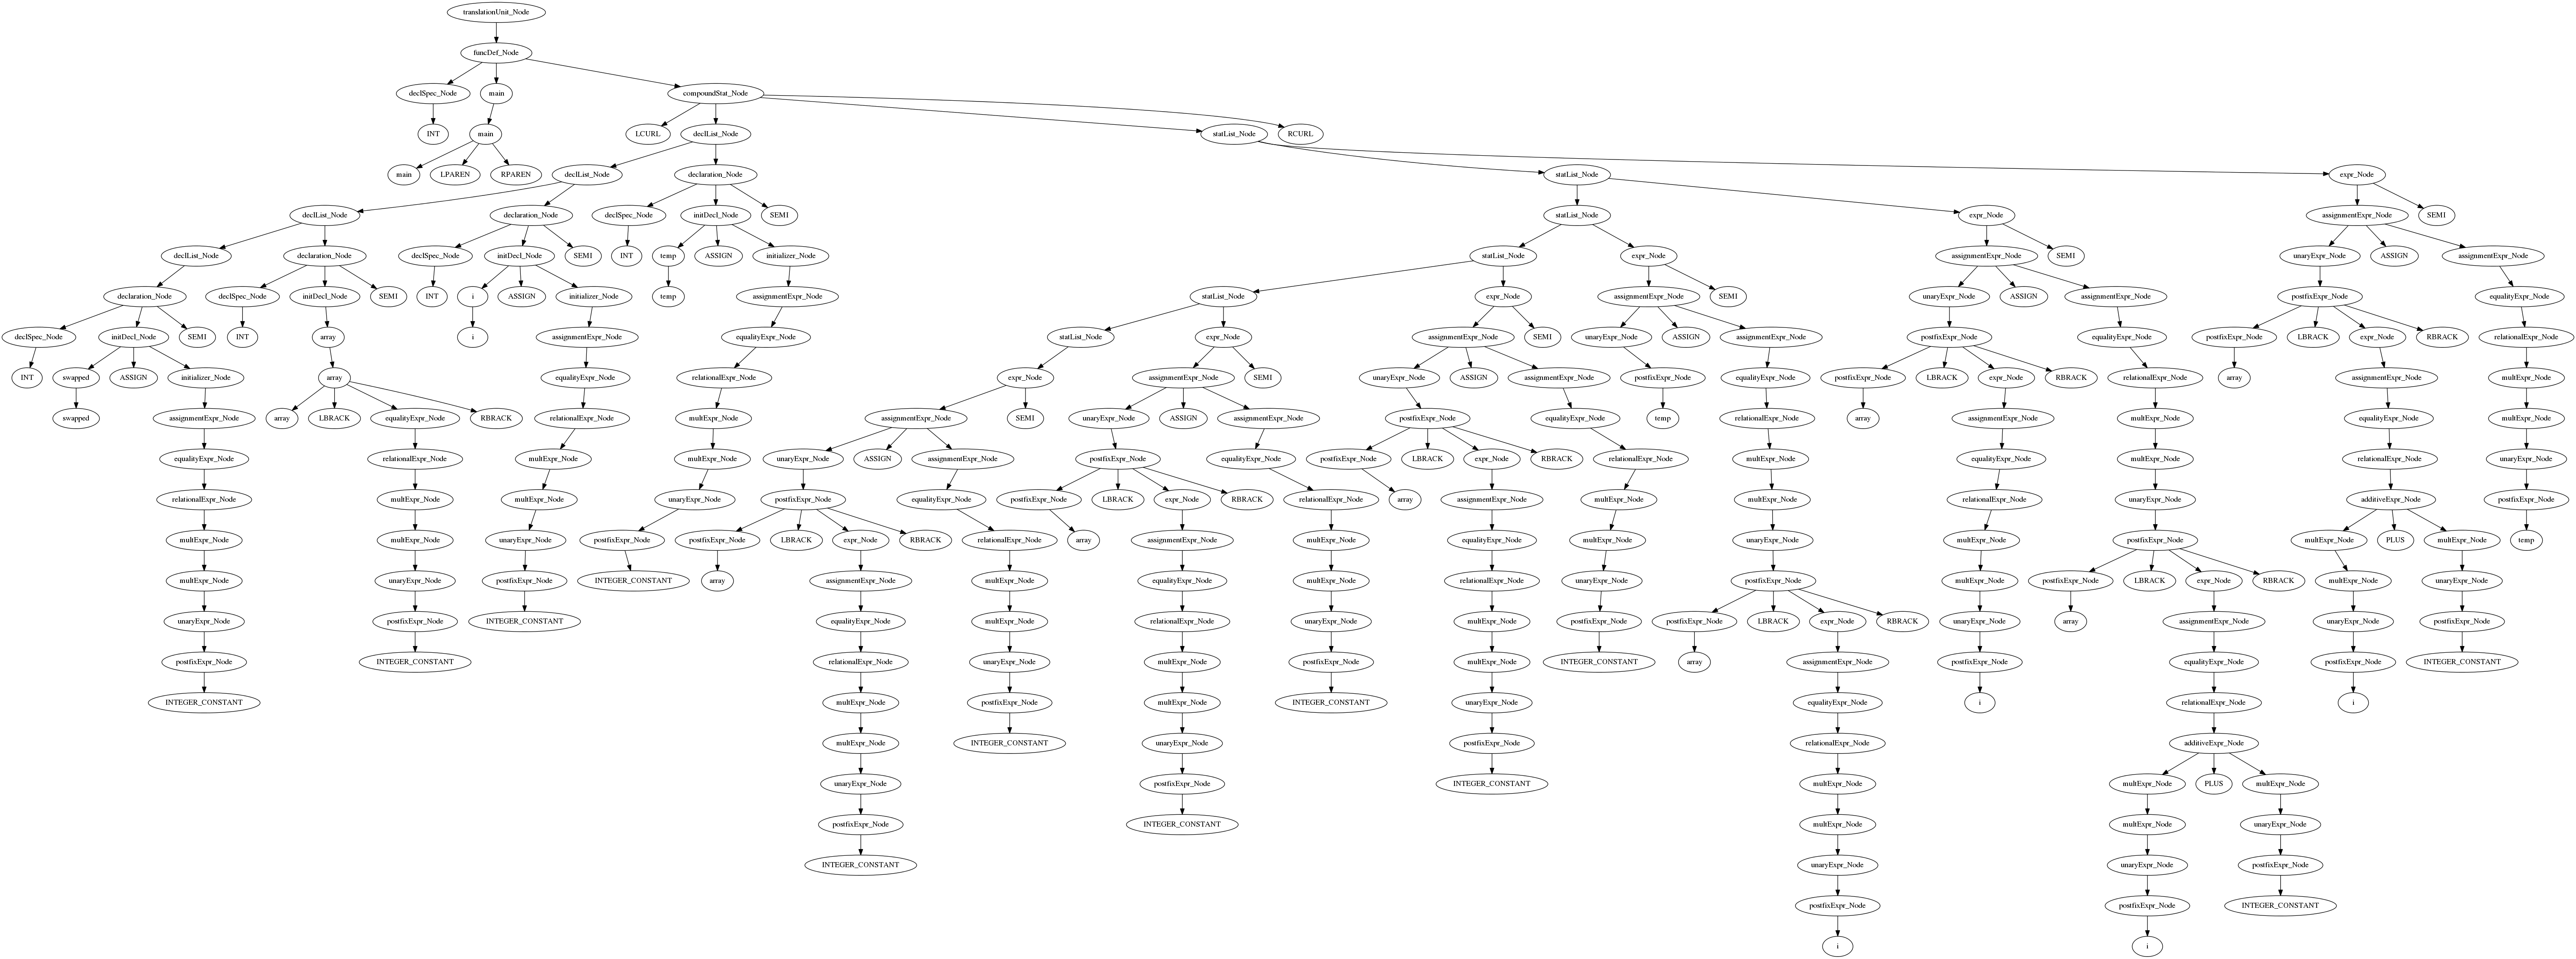 translationUnit_Node
funcDef_Node
declSpec_Node main compoundStat_Node
INT main LCURL declList_Node statList_Node RCURL
main LPAREN RPAREN declList_Node declaration_Node statList_Node expr_Node
declList_Node declaration_Node declSpec_Node initDecl_Node SEMI statList_Node expr_Node assignmentExpr_Node SEMI
declList_Node declaration_Node declSpec_Node initDecl_Node SEMI INT temp ASSIGN initializer_Node statList_Node expr_Node assignmentExpr_Node SEMI unaryExpr_Node ASSIGN assignmentExpr_Node
declaration_Node declSpec_Node initDecl_Node SEMI INT i ASSIGN initializer_Node temp assignmentExpr_Node statList_Node expr_Node assignmentExpr_Node SEMI unaryExpr_Node ASSIGN assignmentExpr_Node postfixExpr_Node equalityExpr_Node
declSpec_Node initDecl_Node SEMI INT array i assignmentExpr_Node equalityExpr_Node statList_Node expr_Node assignmentExpr_Node SEMI unaryExpr_Node ASSIGN assignmentExpr_Node postfixExpr_Node equalityExpr_Node postfixExpr_Node LBRACK expr_Node RBRACK relationalExpr_Node
INT swapped ASSIGN initializer_Node array equalityExpr_Node relationalExpr_Node expr_Node assignmentExpr_Node SEMI unaryExpr_Node ASSIGN assignmentExpr_Node postfixExpr_Node equalityExpr_Node postfixExpr_Node LBRACK expr_Node RBRACK relationalExpr_Node array assignmentExpr_Node multExpr_Node
swapped assignmentExpr_Node array LBRACK equalityExpr_Node RBRACK relationalExpr_Node multExpr_Node assignmentExpr_Node SEMI unaryExpr_Node ASSIGN assignmentExpr_Node postfixExpr_Node equalityExpr_Node temp relationalExpr_Node array assignmentExpr_Node multExpr_Node equalityExpr_Node multExpr_Node
equalityExpr_Node relationalExpr_Node multExpr_Node multExpr_Node unaryExpr_Node ASSIGN assignmentExpr_Node postfixExpr_Node equalityExpr_Node postfixExpr_Node LBRACK expr_Node RBRACK relationalExpr_Node multExpr_Node equalityExpr_Node multExpr_Node relationalExpr_Node unaryExpr_Node
relationalExpr_Node multExpr_Node multExpr_Node unaryExpr_Node postfixExpr_Node equalityExpr_Node postfixExpr_Node LBRACK expr_Node RBRACK relationalExpr_Node array assignmentExpr_Node multExpr_Node multExpr_Node relationalExpr_Node unaryExpr_Node additiveExpr_Node postfixExpr_Node
multExpr_Node multExpr_Node unaryExpr_Node postfixExpr_Node postfixExpr_Node LBRACK expr_Node RBRACK relationalExpr_Node array assignmentExpr_Node multExpr_Node equalityExpr_Node multExpr_Node unaryExpr_Node multExpr_Node postfixExpr_Node multExpr_Node PLUS multExpr_Node temp
multExpr_Node unaryExpr_Node postfixExpr_Node INTEGER_CONSTANT array assignmentExpr_Node multExpr_Node equalityExpr_Node multExpr_Node relationalExpr_Node unaryExpr_Node postfixExpr_Node multExpr_Node postfixExpr_Node LBRACK expr_Node RBRACK multExpr_Node unaryExpr_Node
unaryExpr_Node postfixExpr_Node INTEGER_CONSTANT equalityExpr_Node multExpr_Node relationalExpr_Node unaryExpr_Node multExpr_Node postfixExpr_Node postfixExpr_Node LBRACK expr_Node RBRACK unaryExpr_Node array assignmentExpr_Node unaryExpr_Node postfixExpr_Node
postfixExpr_Node INTEGER_CONSTANT relationalExpr_Node unaryExpr_Node multExpr_Node postfixExpr_Node multExpr_Node INTEGER_CONSTANT array assignmentExpr_Node postfixExpr_Node equalityExpr_Node postfixExpr_Node INTEGER_CONSTANT
INTEGER_CONSTANT multExpr_Node postfixExpr_Node multExpr_Node INTEGER_CONSTANT unaryExpr_Node equalityExpr_Node i relationalExpr_Node i
multExpr_Node INTEGER_CONSTANT unaryExpr_Node postfixExpr_Node relationalExpr_Node additiveExpr_Node
unaryExpr_Node postfixExpr_Node INTEGER_CONSTANT multExpr_Node multExpr_Node PLUS multExpr_Node
postfixExpr_Node INTEGER_CONSTANT multExpr_Node multExpr_Node unaryExpr_Node
INTEGER_CONSTANT unaryExpr_Node unaryExpr_Node postfixExpr_Node
postfixExpr_Node postfixExpr_Node INTEGER_CONSTANT
i i